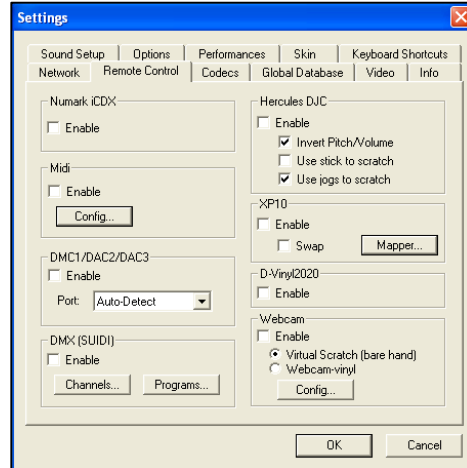 Settings
Sound Setup Options Performances Skin Keyboard Shortcuts
Network Remote Control Codecs Global Database Video Info
Numark iCDX
Enable
Midi
Enable
Config...
DMC1/DAC2/DAC3
Enable
Port: Auto-Detect
DMX (SUIDI)
Enable
Channels... Programs...
Hercules DJC
Enable
Invert Pitch/Volume
Use stick to scratch
Use jogs to scratch
XP10
Enable
Swap Mapper...
D-Vinyl2020
Enable
Webcam
Enable
Virtual Scratch (bare hand)
Webcam-vinyl
Config...
OK Cancel